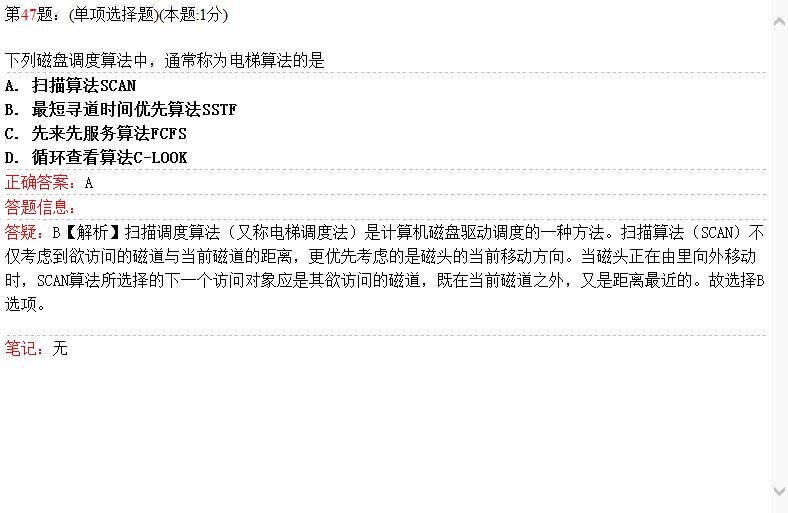 第47题：(单项选择题)(本题:1分)
下列磁盘调度算法中，通常称为电梯算法的是
A. 扫描算法SCAN
B. 最短寻道时间优先算法SSTF
C. 先来先服务算法FCFS
D. 循环查看算法C-LOOK
正确答案：A
答题信息：
答疑：B【解析】扫描调度算法（又称电梯调度法）是计算机磁盘驱动调度的一种方法。扫描算法（SCAN）不
仅考虑到欲访问的磁道与当前磁道的距离，更优先考虑的是磁头的当前移动方向。当磁头正在由里向外移动
时，SCAN算法所选择的下一个访问对象应是其欲访问的磁道，既在当前磁道之外，又是距离最近的。故选择B
选项。
笔记：无